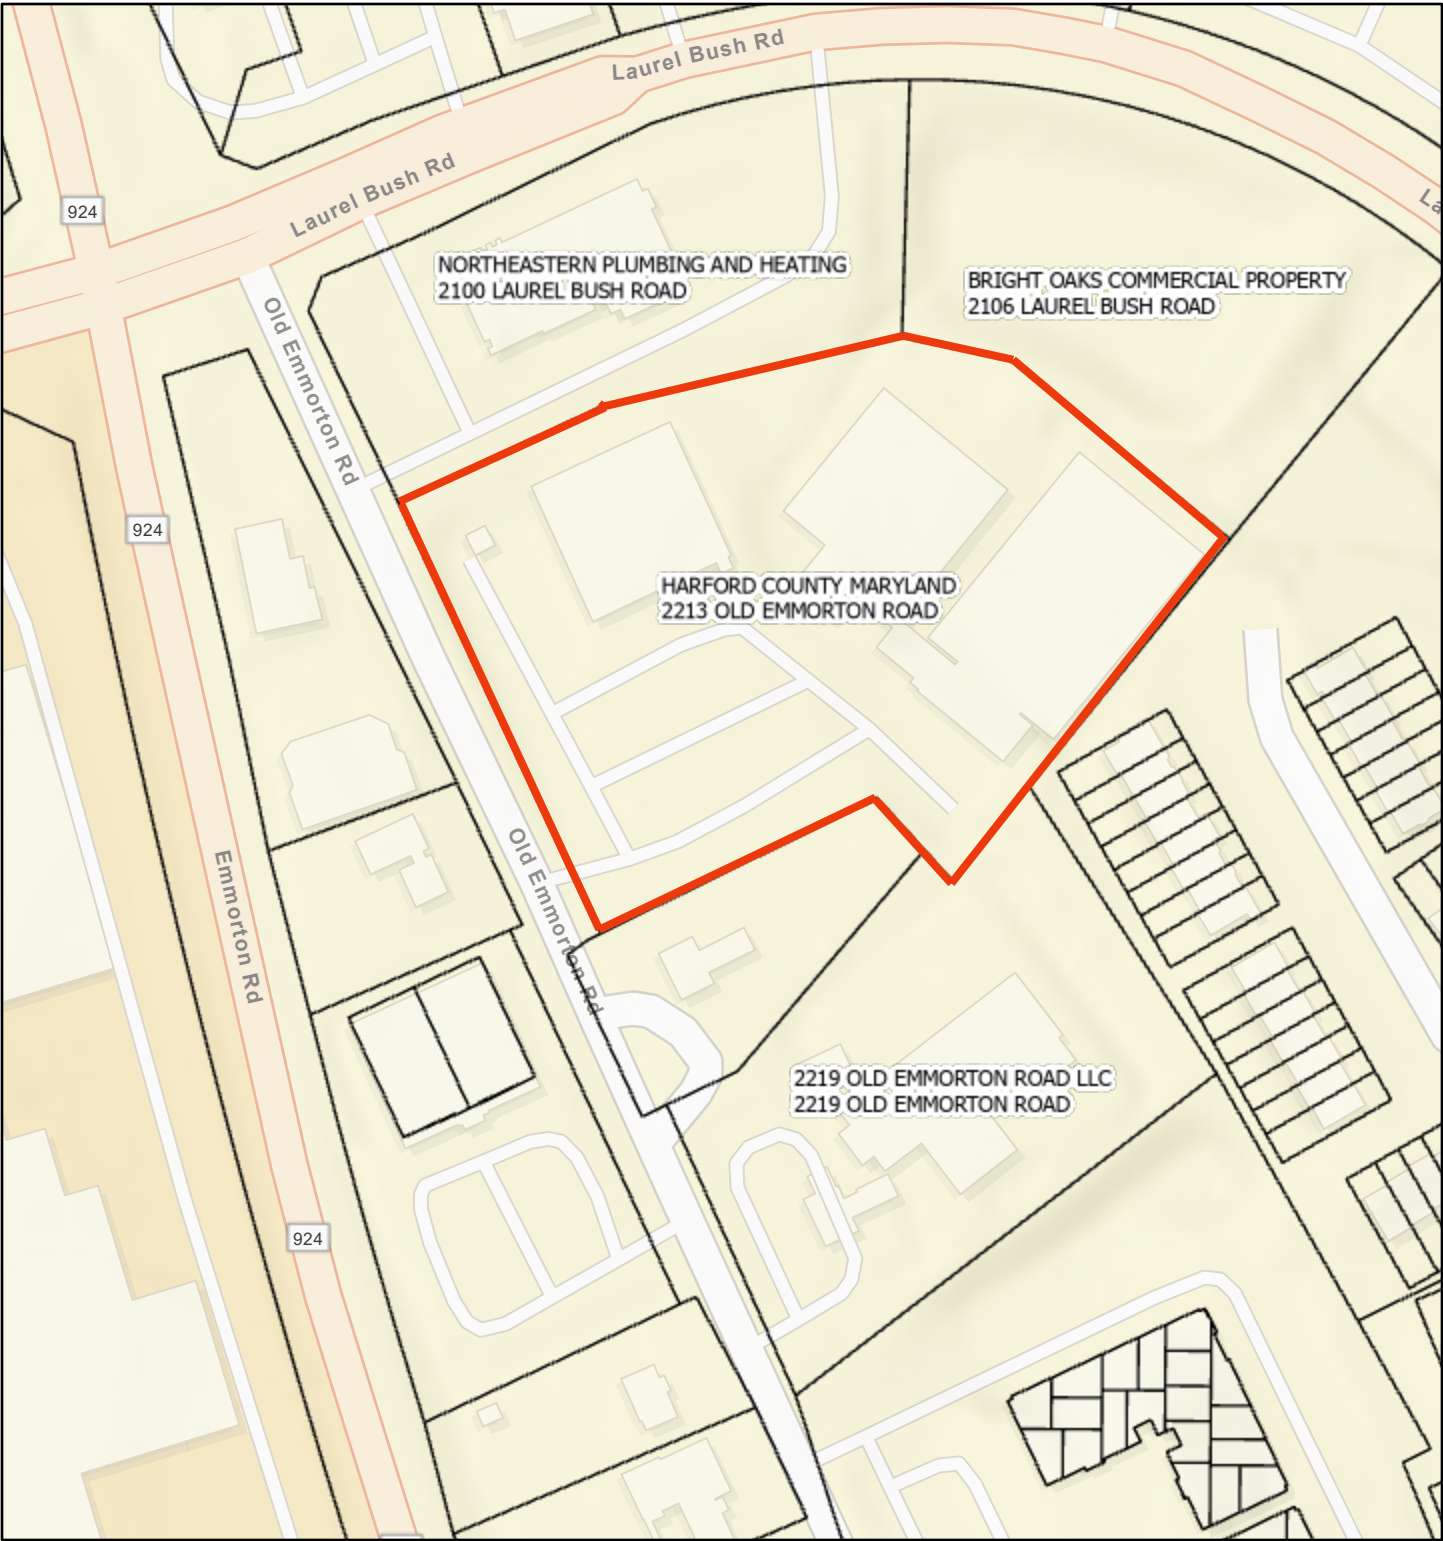 Laurel Bush Rd
Laurel Bush Rd
La
924
NORTHEASTERN PLUMBING AND HEATING
2100 LAUREL BUSH ROAD
BRIGHT OAKS COMMERCIAL PROPERTY
2106 LAUREL BUSH ROAD
Old Emmorton Rd
924
HARFORD COUNTY MARYLAND
2213 OLD EMMORTON ROAD
Emmorton Rd
Old Emmorton Rd
2219 OLD EMMORTON ROAD LLC
2219 OLD EMMORTON ROAD
924